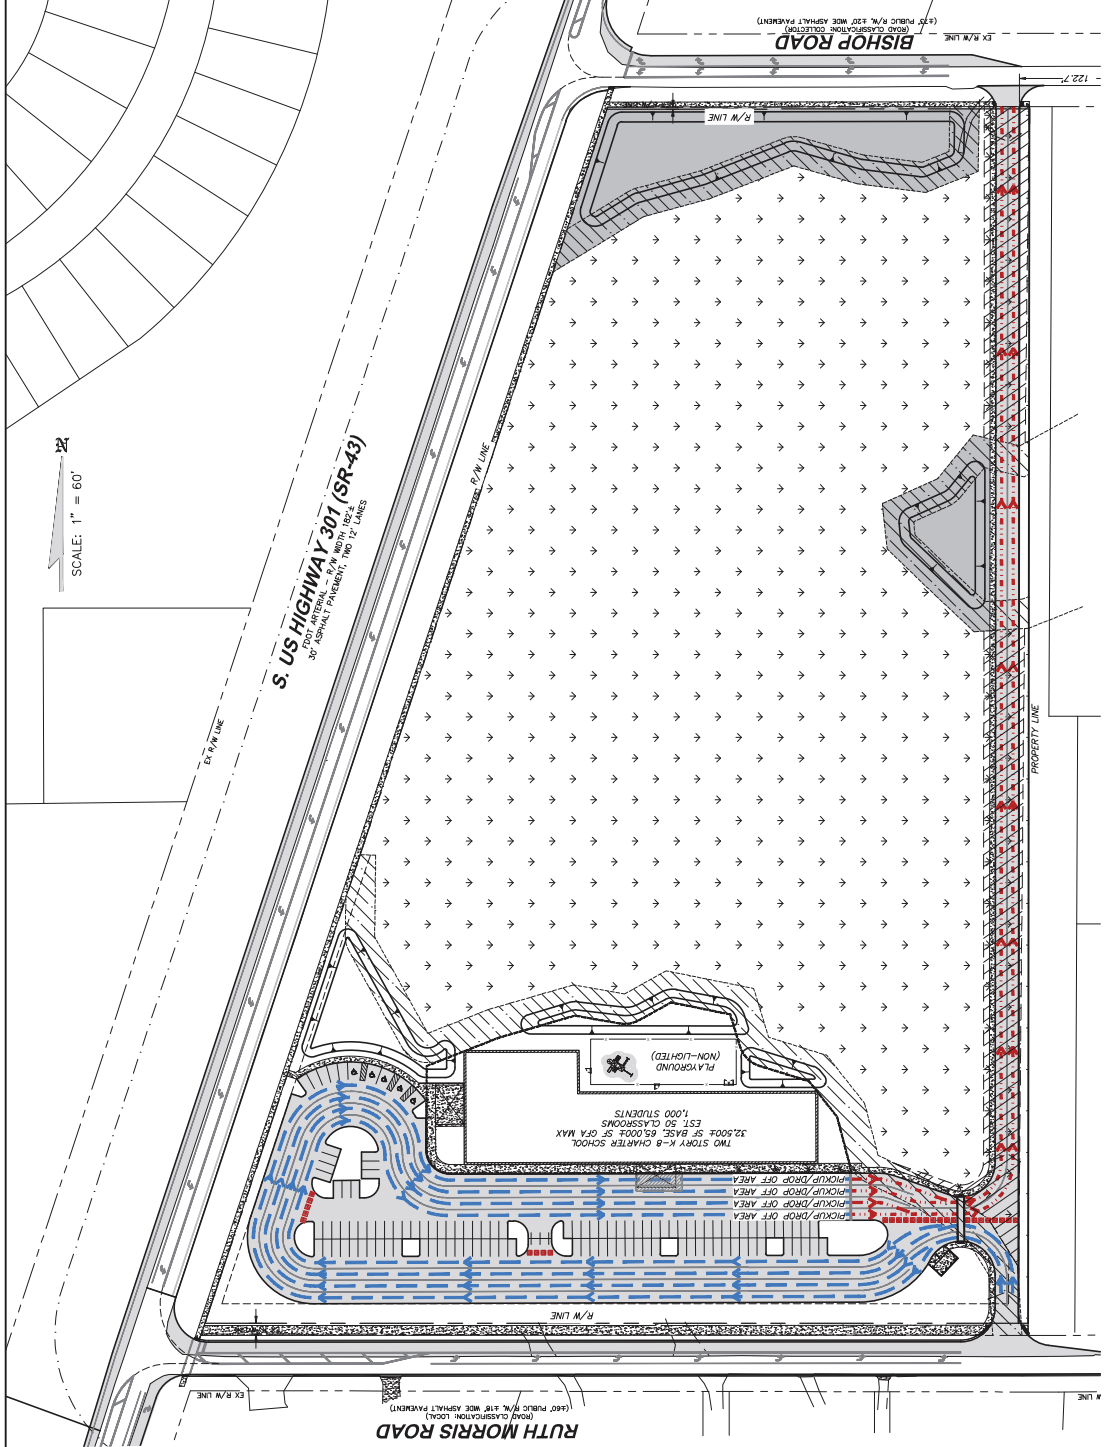 EX R/W LINE
BISHOP ROAD
(ROAD CLASSIFICATION: COLLECTOR)
(±75' PUBLIC R/W, ±20' WIDE ASPHALT PAVEMENT)
122.7'
R/W LINE
N
SCALE: 1" = 60'
S. US HIGHWAY 301 (SR-43)
FDOT ARTERIAL - R/W WIDTH 182'±
30' ASPHALT PAVEMENT, TWO 12' LANES
R/W LINE
EX R/W LINE
PROPERTY LINE
PLAYGROUND
(NON-LIGHTED)
TWO STORY K-8 CHARTER SCHOOL
32,500± SF BASE, 65,000± SF GFA MAX
EST. 50 CLASSROOMS
1,000 STUDENTS
PICKUP/DROP OFF AREA
PICKUP/DROP OFF AREA
PICKUP/DROP OFF AREA
PICKUP/DROP OFF AREA
R/W LINE
EX R/W LINE
W LINE
RUTH MORRIS ROAD
(ROAD CLASSIFICATION: LOCAL)
(±60' PUBLIC R/W, ±18' WIDE ASPHALT PAVEMENT)